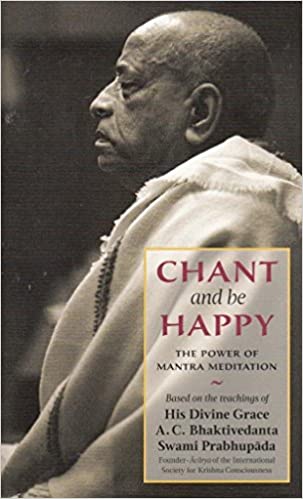 CHANT
and be
HAPPY
THE POWER OF
MANTRA MEDITATION
~
Based on the teachings of
His Divine Grace
A. C. Bhaktivedanta
Swami Prabhupāda
Founder-Ācārya of the International
Society for Krishna Consciousness